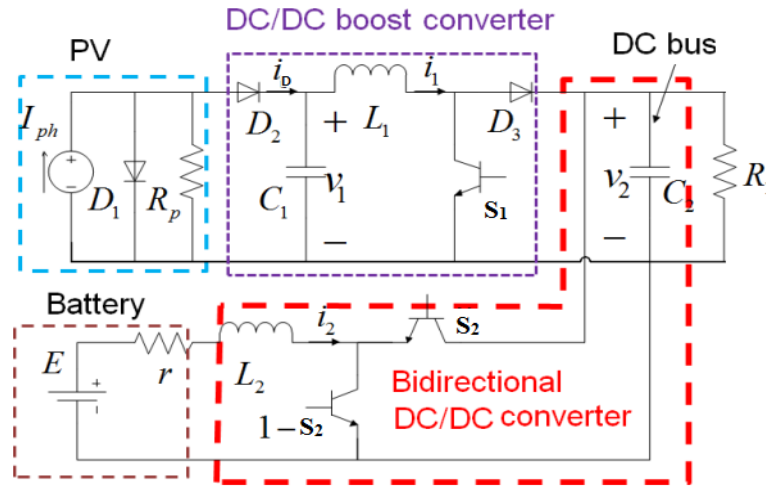 DC/DC boost converter
PV
DC bus
i_D
i_1
I_ph
D_2
+
L_1
D_3
+
+
−
D_1
R_p
C_1
v_1
S_1
v_2
C_2
R
−
−
Battery
i_2
S_2
E
+
−
r
L_2
1−S_2
Bidirectional
DC/DC converter